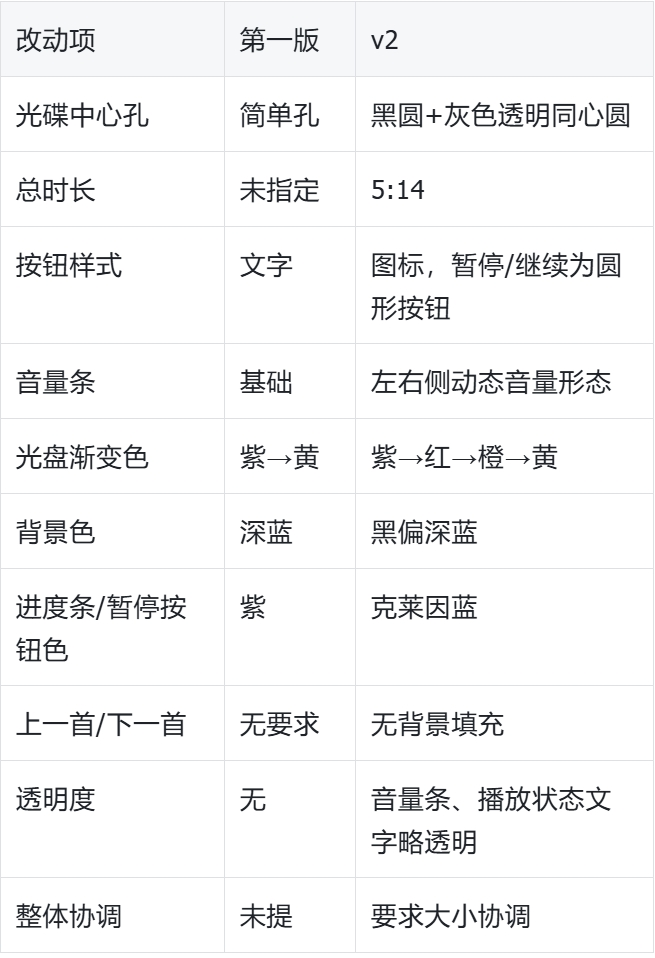 改动项 第一版 v2
光碟中心孔 简单孔 黑圆+灰色透明同心圆
总时长 未指定 5:14
按钮样式 文字 图标，暂停/继续为圆
形按钮
音量条 基础 左右侧动态音量形态
光盘渐变色 紫→黄 紫→红→橙→黄
背景色 深蓝 黑偏深蓝
进度条/暂停按 紫 克莱因蓝
钮色
上一首/下一首 无要求 无背景填充
透明度 无 音量条、播放状态文
字略透明
整体协调 未提 要求大小协调